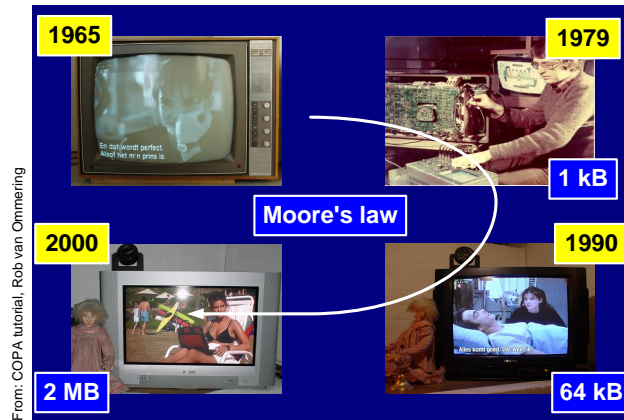 1965
1979
En dat wordt perfect.
Alsof het m'n prins is.
1 kB
Moore's law
2000
1990
Alles komt goed. Dat weet ik.
2 MB
64 kB
From: COPA tutorial, Rob van Ommering